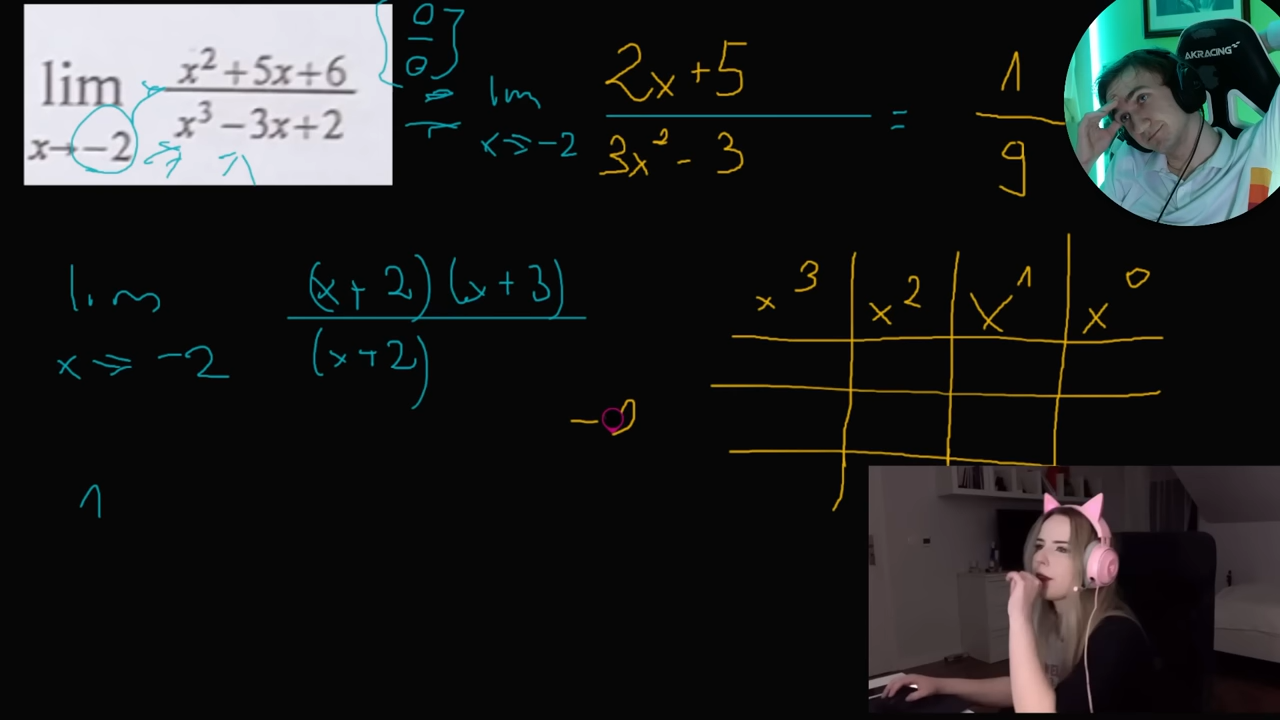 lim x→−2 x²+5x+6 / x³−3x+2
[0/0] = lim x→−2 2x+5 / 3x²−3 = 1/9
AKRACING
lim x→−2 (x+2)(x+3) / (x+2)
x³ x² x¹ x⁰
1